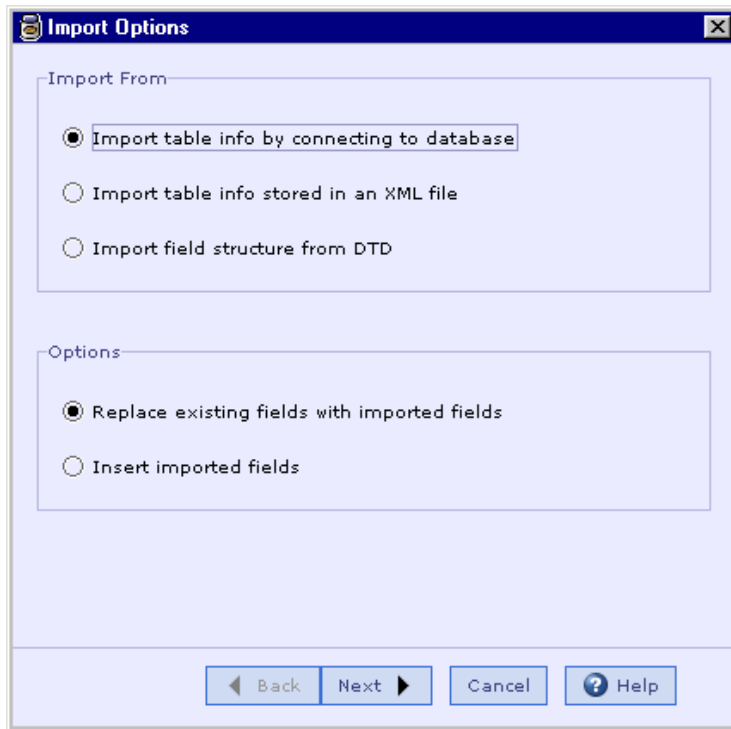 Import Options
Import From
Import table info by connecting to database
Import table info stored in an XML file
Import field structure from DTD
Options
Replace existing fields with imported fields
Insert imported fields
Back Next Cancel Help